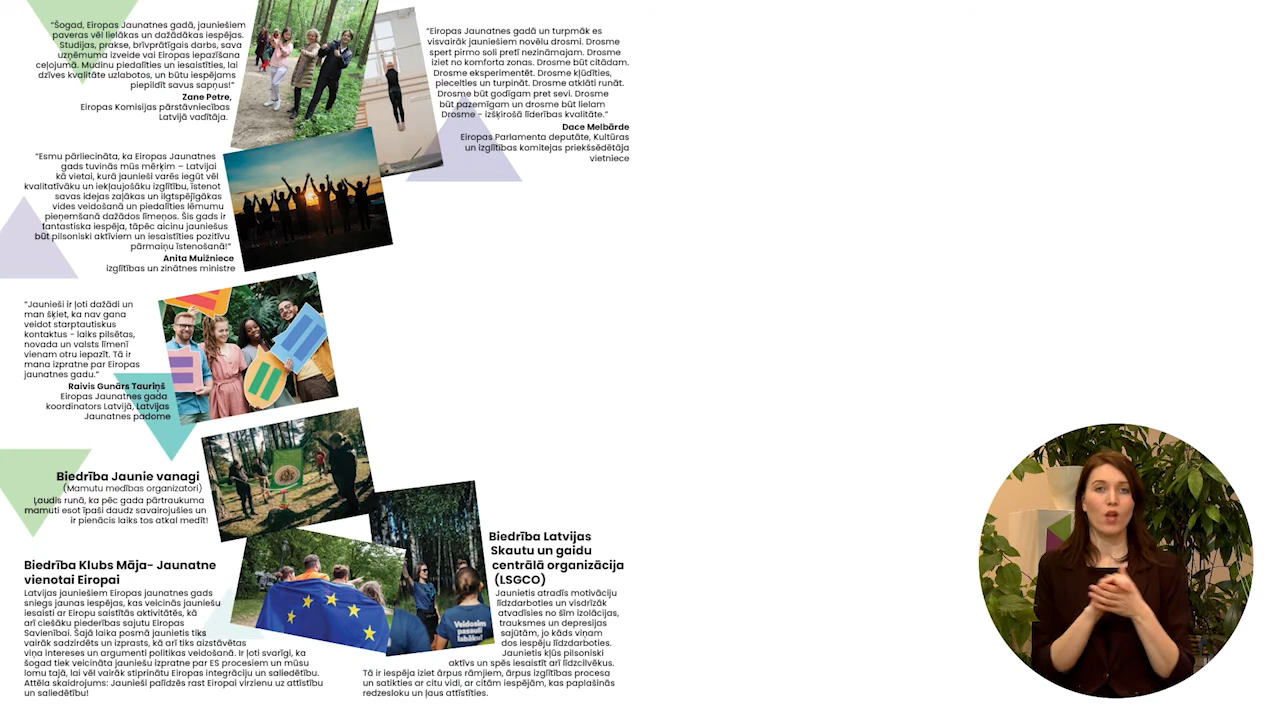 “Šogad, Eiropas Jaunatnes gadā, jauniešiem
paveras vēl lielākas un dažādākas iespējas.
Studijas, prakse, brīvprātīgais darbs, sava
uzņēmuma izveide vai Eiropas iepazīšana
ceļojumā. Mudinu piedalīties un iesaistīties, lai
dzīves kvalitāte uzlabotos, un būtu iespējams
piepildīt savus sapņus!”
Zane Petre,
Eiropas Komisijas pārstāvniecības
Latvijā vadītāja.
“Eiropas Jaunatnes gadā un turpmāk es
visvairāk jauniešiem novēlu drosmi. Drosme
spert pirmo soli pretī nezināmajam. Drosme
iziet no komforta zonas. Drosme būt citādam.
Drosme eksperimentēt. Drosme kļūdīties,
piecelties un turpināt. Drosme atklāti runāt.
Drosme būt godīgam pret sevi. Drosme
būt pazemīgam un drosme būt lielam
Drosme - izšķirošā līderības kvalitāte.”
Dace Melbārde
Eiropas Parlamenta deputāte, Kultūras
un izglītības komitejas priekšsēdētāja
vietniece
“Esmu pārliecināta, ka Eiropas Jaunatnes
gads tuvinās mūs mērķim – Latvijai
kā vietai, kurā jaunieši varēs iegūt vēl
kvalitatīvāku un iekļaujošāku izglītību, īstenot
savas idejas zaļākas un ilgtspējīgākas
vides veidošanā un piedalīties lēmumu
pieņemšanā dažādos līmeņos. Šis gads ir
fantastiska iespēja, tāpēc aicinu jauniešus
būt pilsoniski aktīviem un iesaistīties pozitīvu
pārmaiņu īstenošanā!”
Anita Muižniece
izglītības un zinātnes ministre
“Jaunieši ir ļoti dažādi un
man šķiet, ka nav gana
veidot starptautiskus
kontaktus - laiks pilsētas,
novada un valsts līmenī
vienam otru iepazīt. Tā ir
mana izpratne par Eiropas
jaunatnes gadu.”
Raivis Gunārs Tauriņš
Eiropas Jaunatnes gada
koordinators Latvijā, Latvijas
Jaunatnes padome
Biedrība Jaunie vanagi
(Mamutu medības organizatori)
Ļaudis runā, ka pēc gada pārtraukuma
mamuti esot īpaši daudz savairojušies un
ir pienācis laiks tos atkal medīt!
Biedrība Klubs Māja- Jaunatne
vienotai Eiropai
Latvijas jauniešiem Eiropas jaunatnes gads
sniegs jaunas iespējas, kas veicinās jauniešu
iesaisti ar Eiropu saistītās aktivitātēs, kā
arī ciešāku piederības sajutu Eiropas
Savienībai. Šajā laika posmā jaunietis tiks
vairāk sadzirdēts un izprasts, kā arī tiks aizstāvētas
viņa intereses un argumenti politikas veidošanā. Ir ļoti svarīgi, ka
šogad tiek veicināta jauniešu izpratne par ES procesiem un mūsu
lomu tajā, lai vēl vairāk stiprinātu Eiropas integrāciju un saliedētību.
Attēla skaidrojums: Jaunieši palīdzēs rast Eiropai virzienu uz attīstību
un saliedētību!
Biedrība Latvijas
Skautu un gaidu
centrālā organizācija
(LSGCO)
Jaunietis atradīs motivāciju
līdzdarboties un visdrīzāk
atvadīsies no šīm izolācijas,
trauksmes un depresijas
sajūtām, jo kāds viņam
dos iespēju līdzdarboties.
Jaunietis kļūs pilsoniski
aktīvs un spēs iesaistīt arī līdzcilvēkus.
Tā ir iespēja iziet ārpus rāmjiem, ārpus izglītības procesa
un satikties ar citu vidi, ar citām iespējām, kas paplašinās
redzesloku un ļaus attīstīties.
Veidosim
pasauli
labāku!